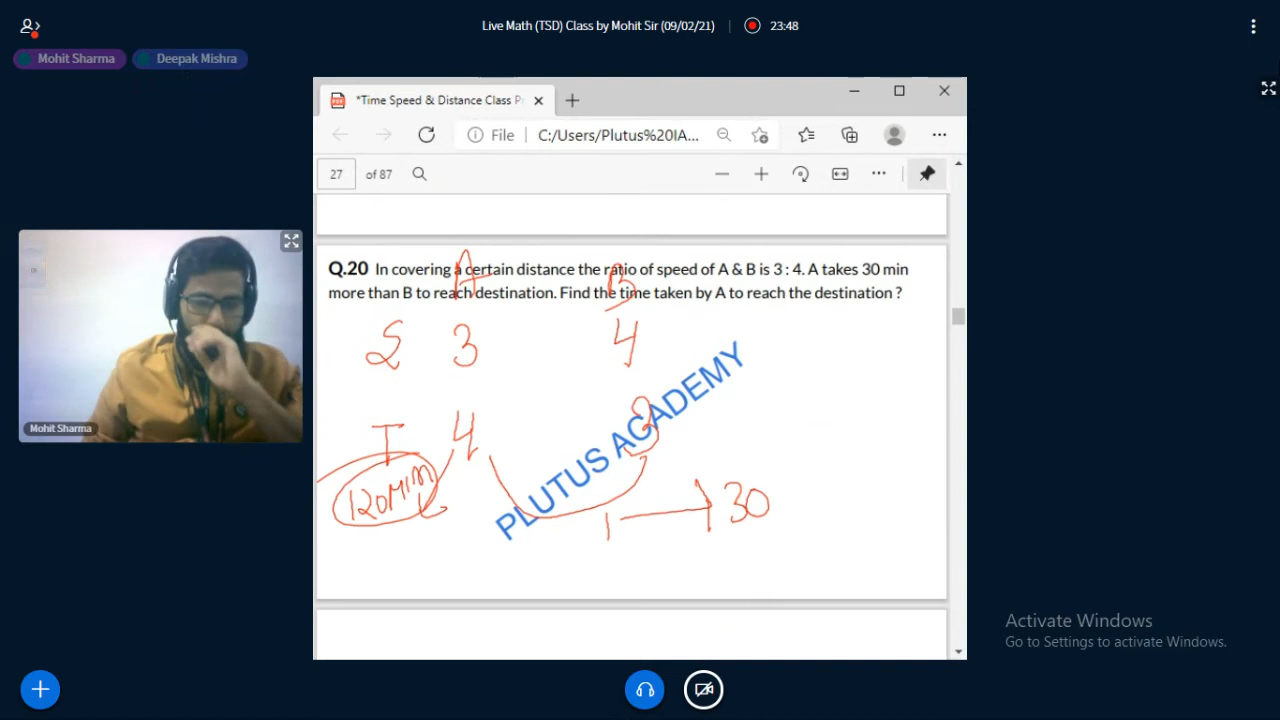 Live Math (TSD) Class by Mohit Sir (09/02/21) 23:48
Mohit Sharma Deepak Mishra
*Time Speed & Distance Class Pr
File C:/Users/Plutus%20IA...
27 of 87
Q.20 In covering a certain distance the ratio of speed of A & B is 3 : 4. A takes 30 min
more than B to reach destination. Find the time taken by A to reach the destination ?
A B
S 3 4
T 4 3
120Min
1 30
PLUTUS ACADEMY
Mohit Sharma
Activate Windows
Go to Settings to activate Windows.